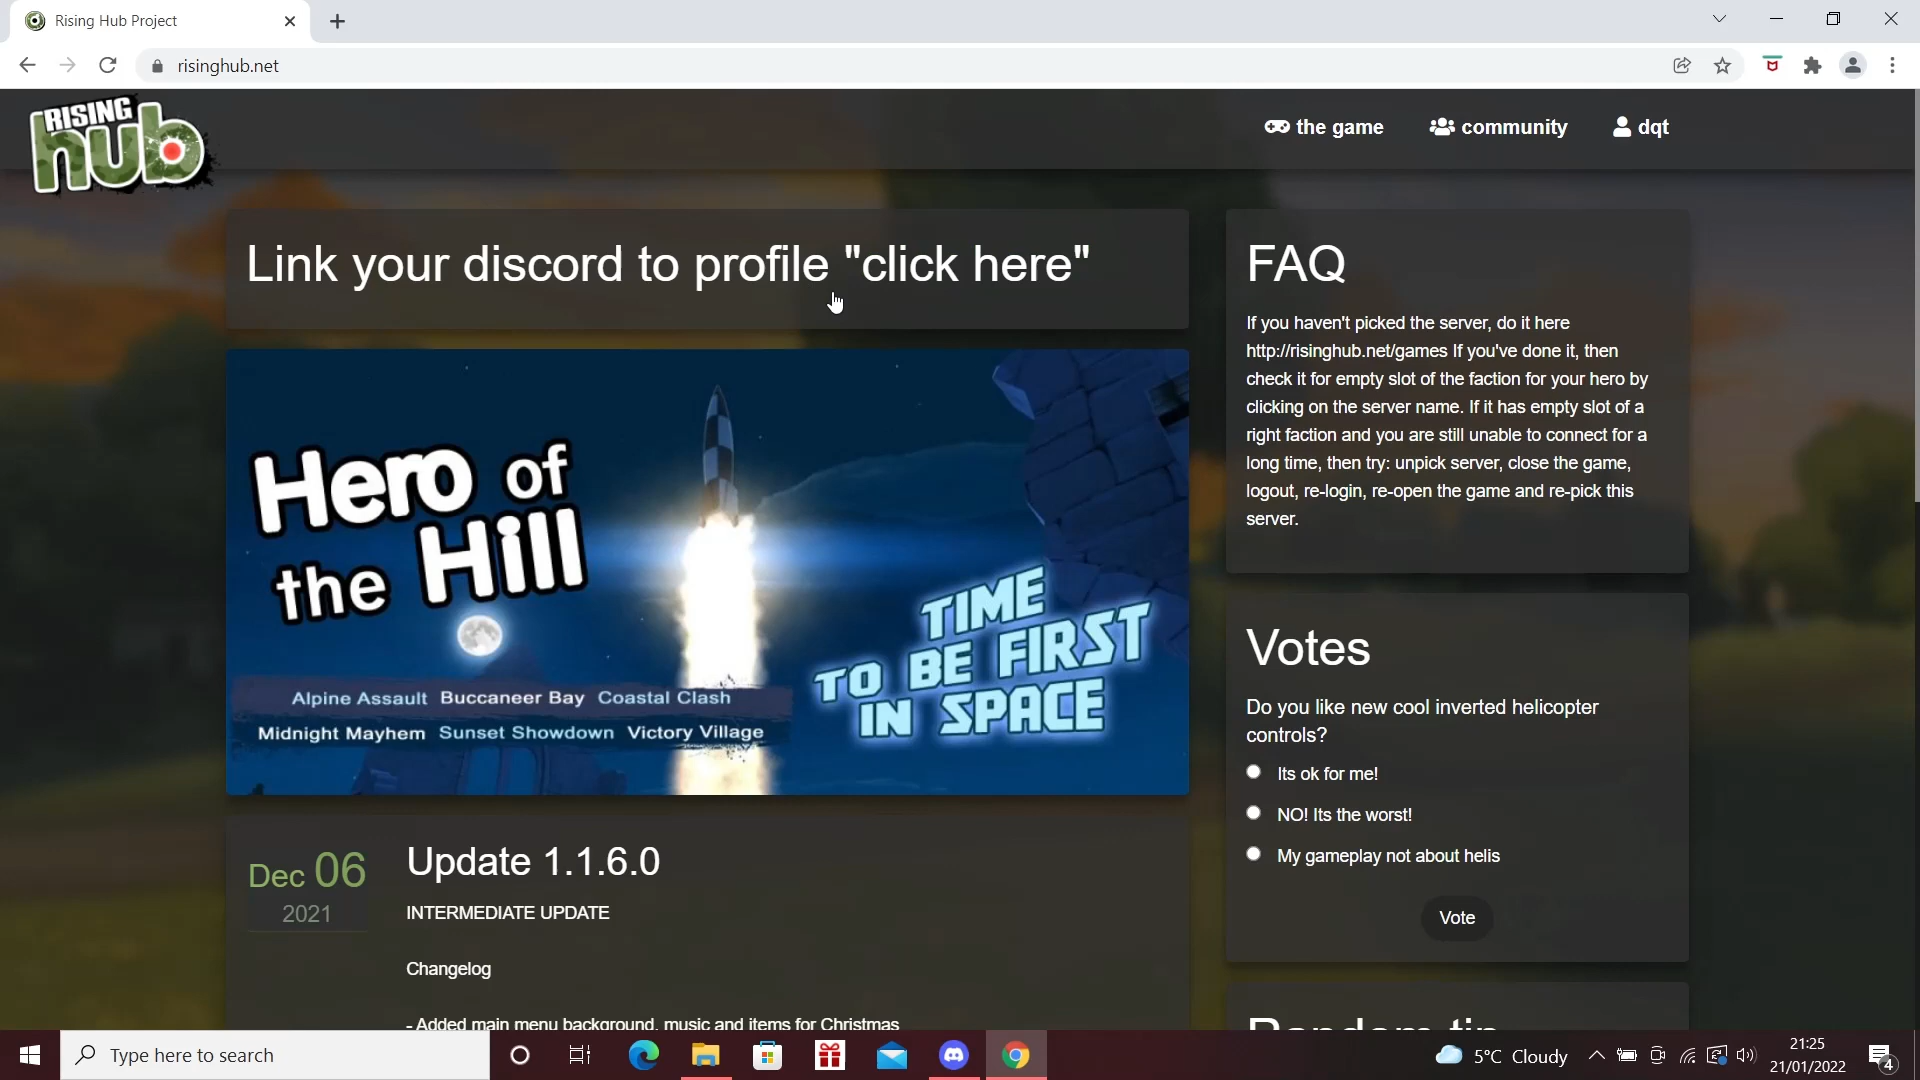 Rising Hub Project
risinghub.net
RISING
hub
the game
community
dqt
Link your discord to profile "click here"
Hero of
the Hill
TIME
TO BE FIRST
IN SPACE
Alpine Assault Buccaneer Bay Coastal Clash
Midnight Mayhem Sunset Showdown Victory Village
Dec 06
2021
Update 1.1.6.0
INTERMEDIATE UPDATE
Changelog
- Added main menu background, music and items for Christmas
FAQ
If you haven't picked the server, do it here
http://risinghub.net/games If you've done it, then
check it for empty slot of the faction for your hero by
clicking on the server name. If it has empty slot of a
right faction and you are still unable to connect for a
long time, then try: unpick server, close the game,
logout, re-login, re-open the game and re-pick this
server.
Votes
Do you like new cool inverted helicopter
controls?
Its ok for me!
NO! Its the worst!
My gameplay not about helis
Vote
Random tip
Type here to search
5°C Cloudy
21:25
21/01/2022
4